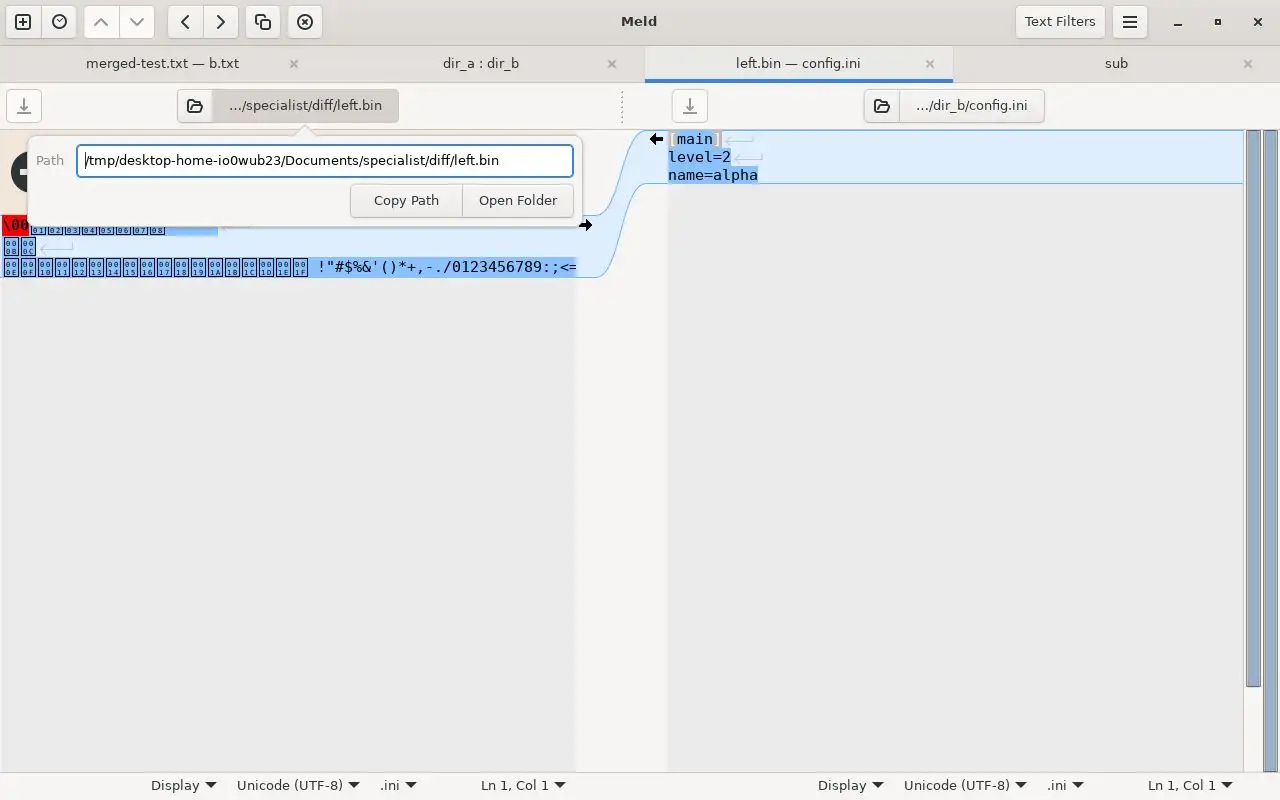 Meld
Text Filters
merged-test.txt — b.txt
dir_a : dir_b
left.bin — config.ini
sub
.../specialist/diff/left.bin
.../dir_b/config.ini
Path
/tmp/desktop-home-io0wub23/Documents/specialist/diff/left.bin
Copy Path
Open Folder
[main]
level=2
name=alpha
\00
!"#$%&'()*+,-./0123456789:;<=
Display
Unicode (UTF-8)
.ini
Ln 1, Col 1
Display
Unicode (UTF-8)
.ini
Ln 1, Col 1